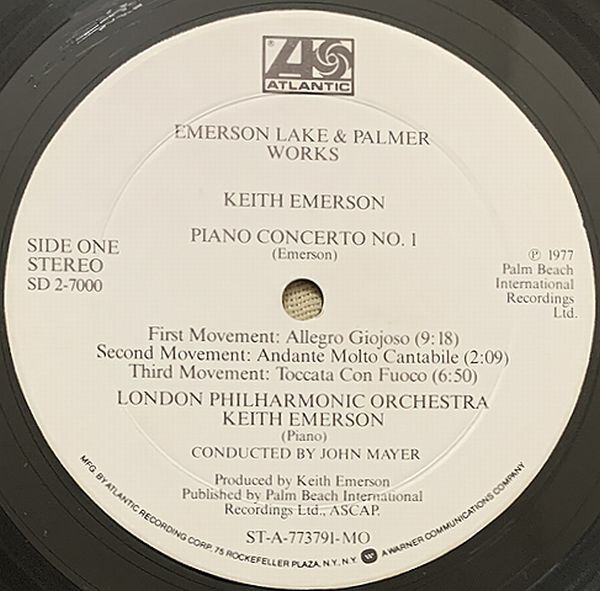 ATLANTIC
EMERSON LAKE & PALMER
WORKS
KEITH EMERSON
PIANO CONCERTO NO. 1
(Emerson)
SIDE ONE
STEREO
SD 2-7000
℗ 1977
Palm Beach
International
Recordings
Ltd.
First Movement: Allegro Giojoso (9:18)
Second Movement: Andante Molto Cantabile (2:09)
Third Movement: Toccata Con Fuoco (6:50)
LONDON PHILHARMONIC ORCHESTRA
KEITH EMERSON
(Piano)
CONDUCTED BY JOHN MAYER
Produced by Keith Emerson
Published by Palm Beach International
Recordings Ltd., ASCAP.
ST-A-773791-MO
MFG. BY ATLANTIC RECORDING CORP. 75 ROCKEFELLER PLAZA, N.Y., N.Y. A WARNER COMMUNICATIONS COMPANY